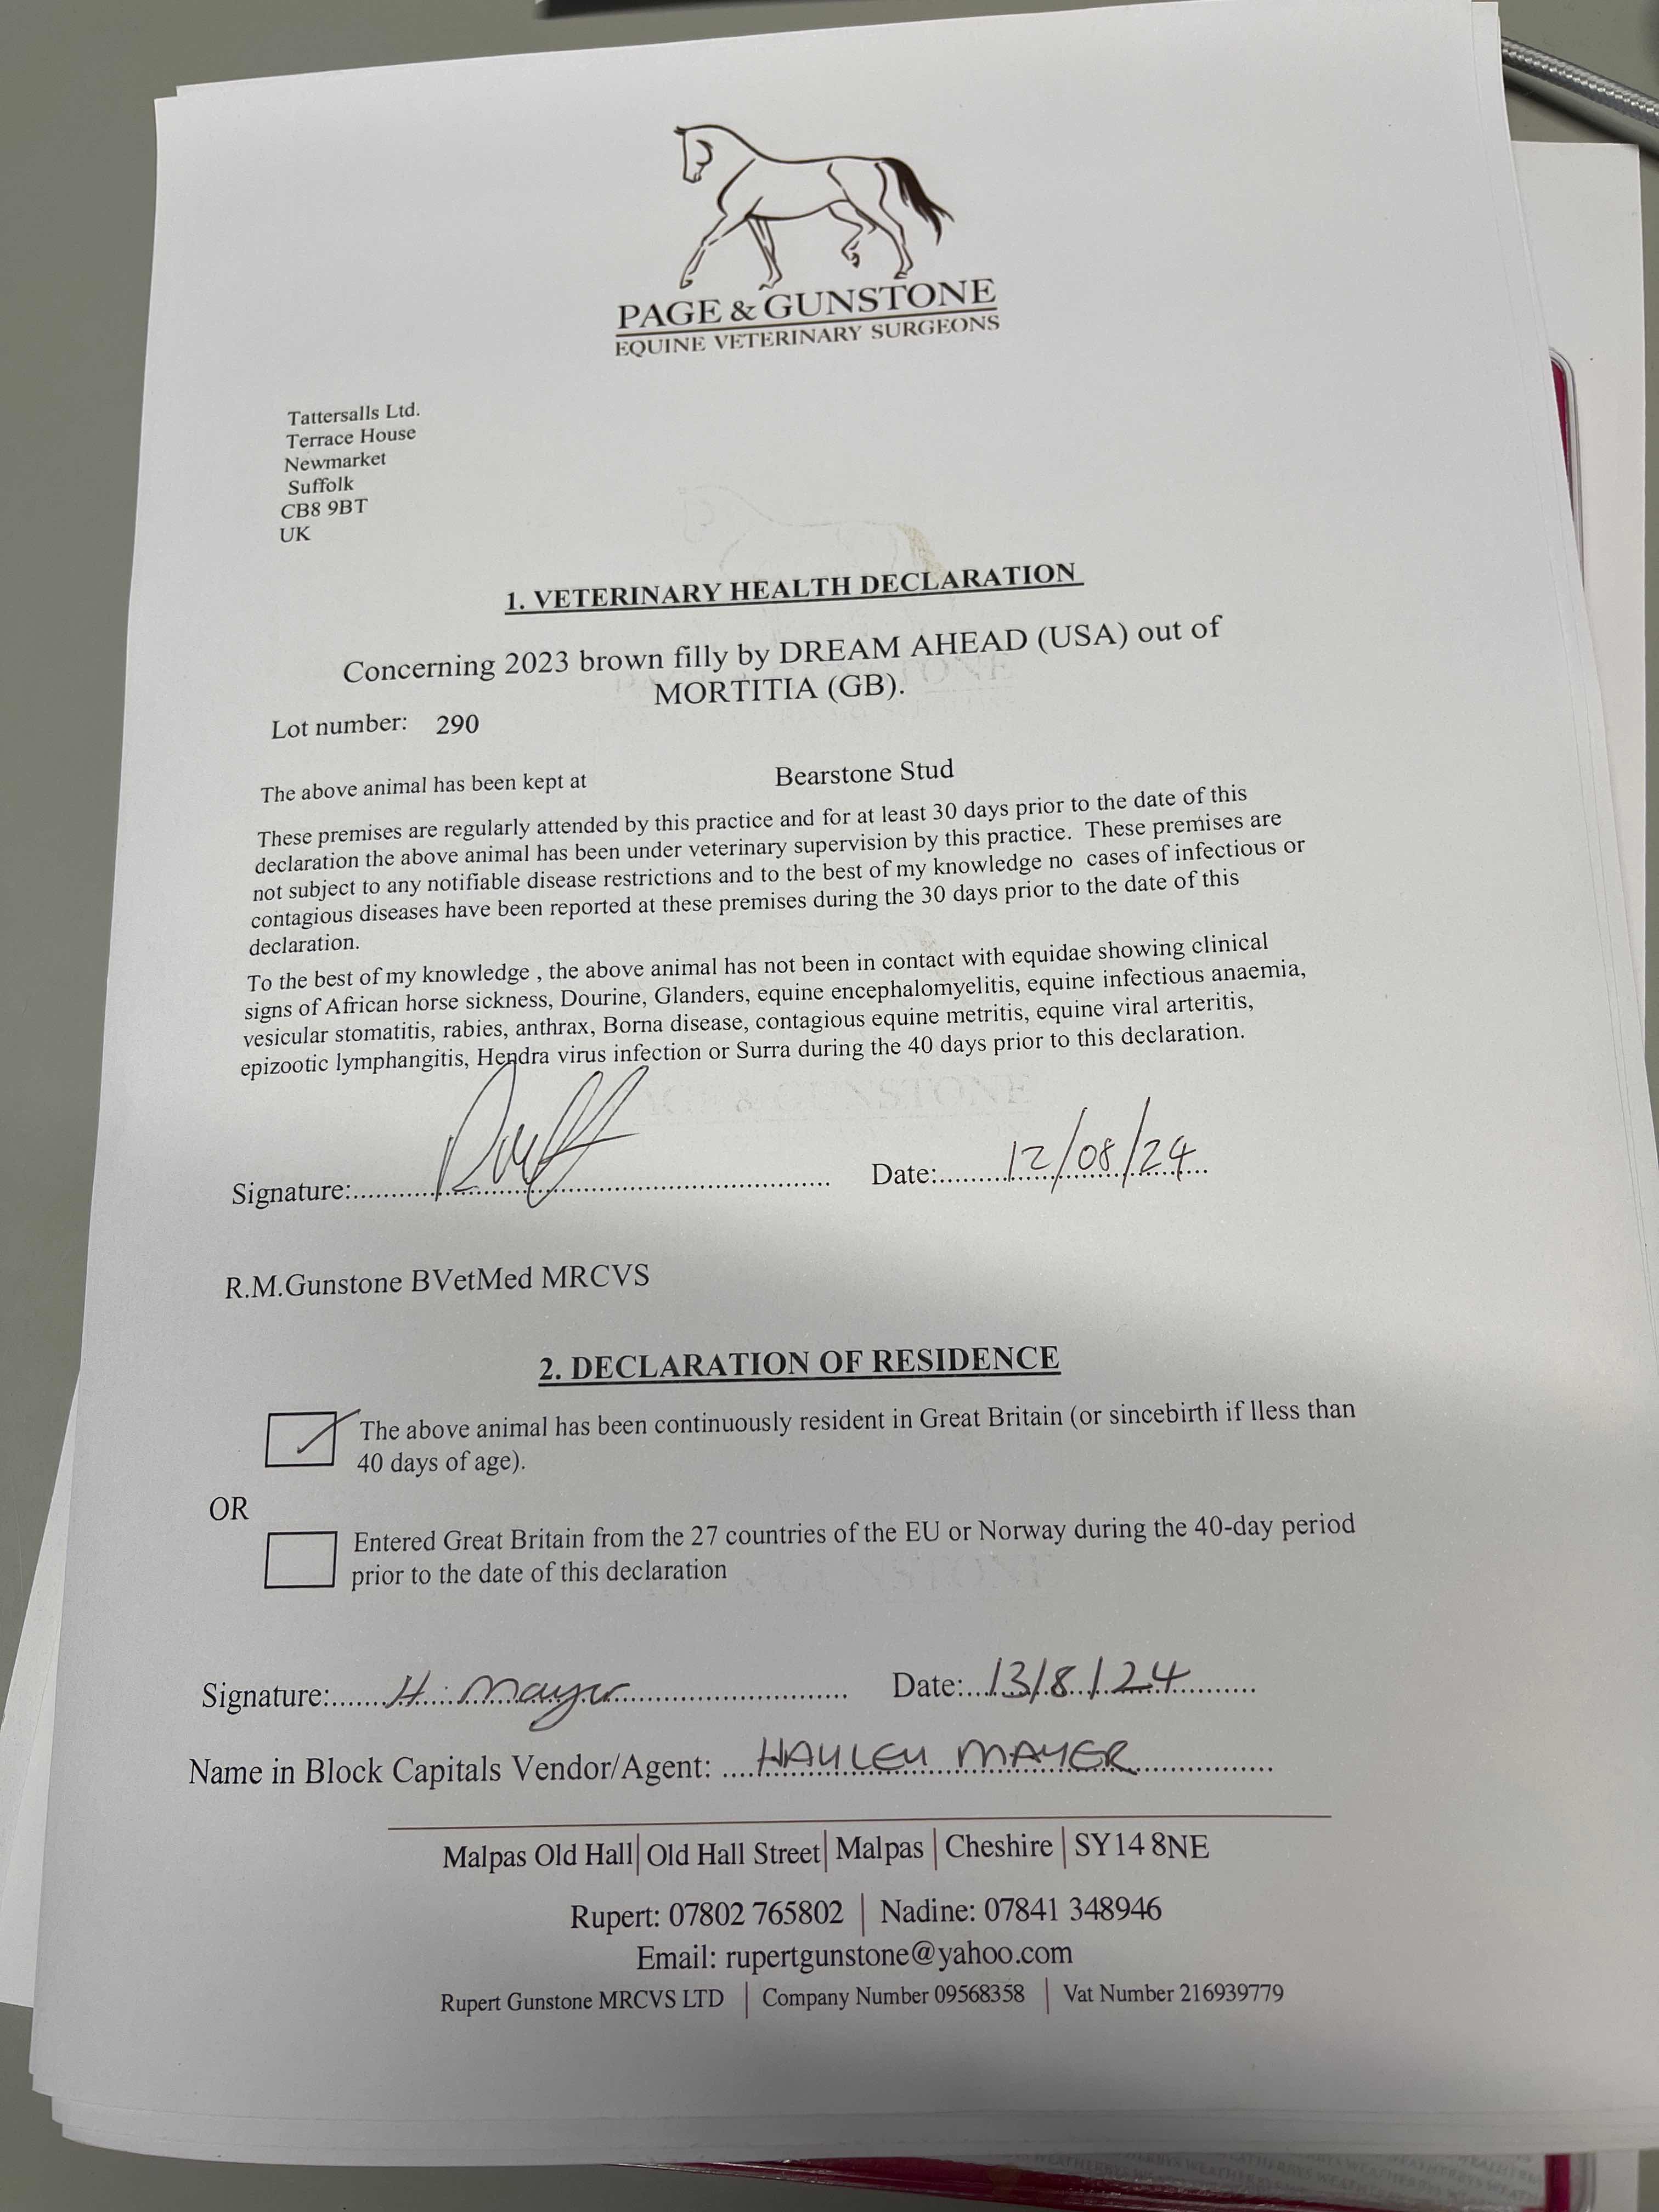 PAGE & GUNSTONE
EQUINE VETERINARY SURGEONS
Tattersalls Ltd.
Terrace House
Newmarket
Suffolk
CB8 9BT
UK
1. VETERINARY HEALTH DECLARATION
Concerning 2023 brown filly by DREAM AHEAD (USA) out of
MORTITIA (GB).
Lot number: 290
The above animal has been kept at Bearstone Stud
These premises are regularly attended by this practice and for at least 30 days prior to the date of this
declaration the above animal has been under veterinary supervision by this practice. These premises are
not subject to any notifiable disease restrictions and to the best of my knowledge no cases of infectious or
contagious diseases have been reported at these premises during the 30 days prior to the date of this
declaration.
To the best of my knowledge , the above animal has not been in contact with equidae showing clinical
signs of African horse sickness, Dourine, Glanders, equine encephalomyelitis, equine infectious anaemia,
vesicular stomatitis, rabies, anthrax, Borna disease, contagious equine metritis, equine viral arteritis,
epizootic lymphangitis, Hendra virus infection or Surra during the 40 days prior to this declaration.
Signature: Date: 12/08/24
R.M.Gunstone BVetMed MRCVS
2. DECLARATION OF RESIDENCE
The above animal has been continuously resident in Great Britain (or sincebirth if lless than
40 days of age).
OR
Entered Great Britain from the 27 countries of the EU or Norway during the 40-day period
prior to the date of this declaration
Signature: H. Mayer Date: 13/8/24
Name in Block Capitals Vendor/Agent: HAYLEY MAYER
Malpas Old Hall| Old Hall Street| Malpas | Cheshire | SY14 8NE
Rupert: 07802 765802 | Nadine: 07841 348946
Email: rupertgunstone@yahoo.com
Rupert Gunstone MRCVS LTD | Company Number 09568358 | Vat Number 216939779